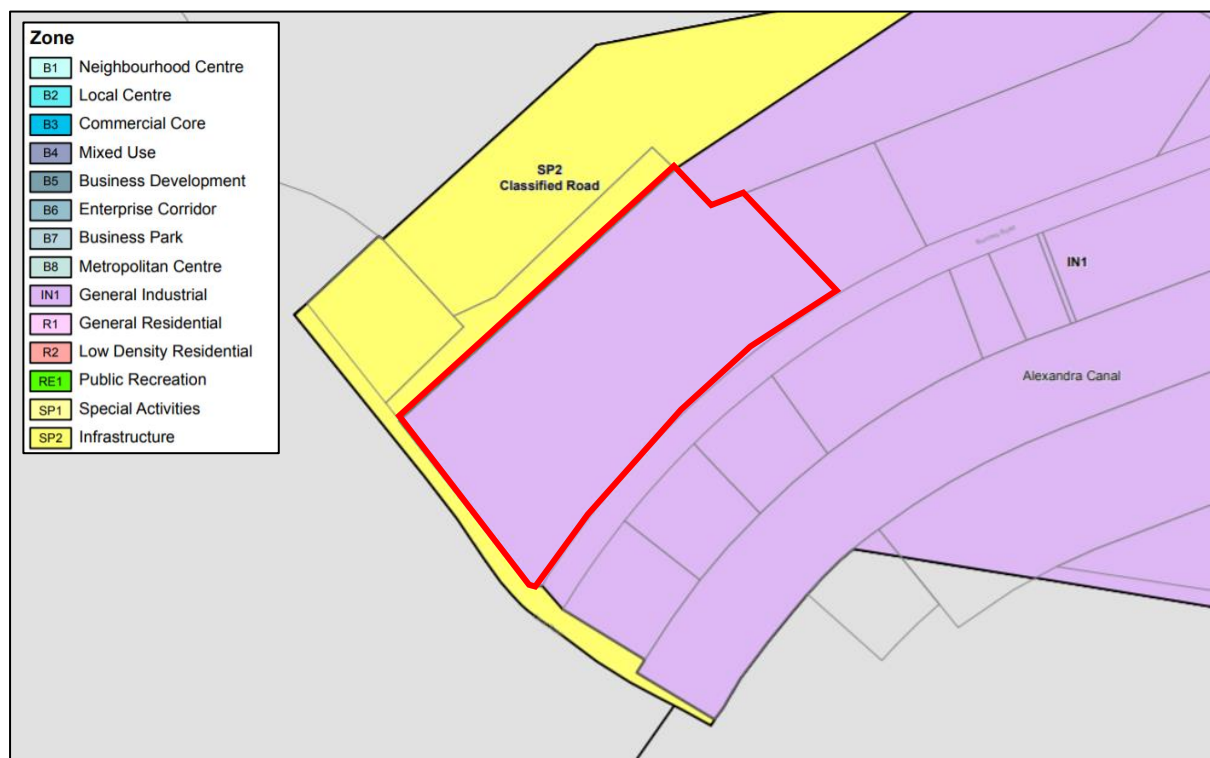 Zone
B1 Neighbourhood Centre
B2 Local Centre
B3 Commercial Core
B4 Mixed Use
B5 Business Development
B6 Enterprise Corridor
B7 Business Park
B8 Metropolitan Centre
IN1 General Industrial
R1 General Residential
R2 Low Density Residential
RE1 Public Recreation
SP1 Special Activities
SP2 Infrastructure
SP2
Classified Road
Road
IN1
Alexandra Canal